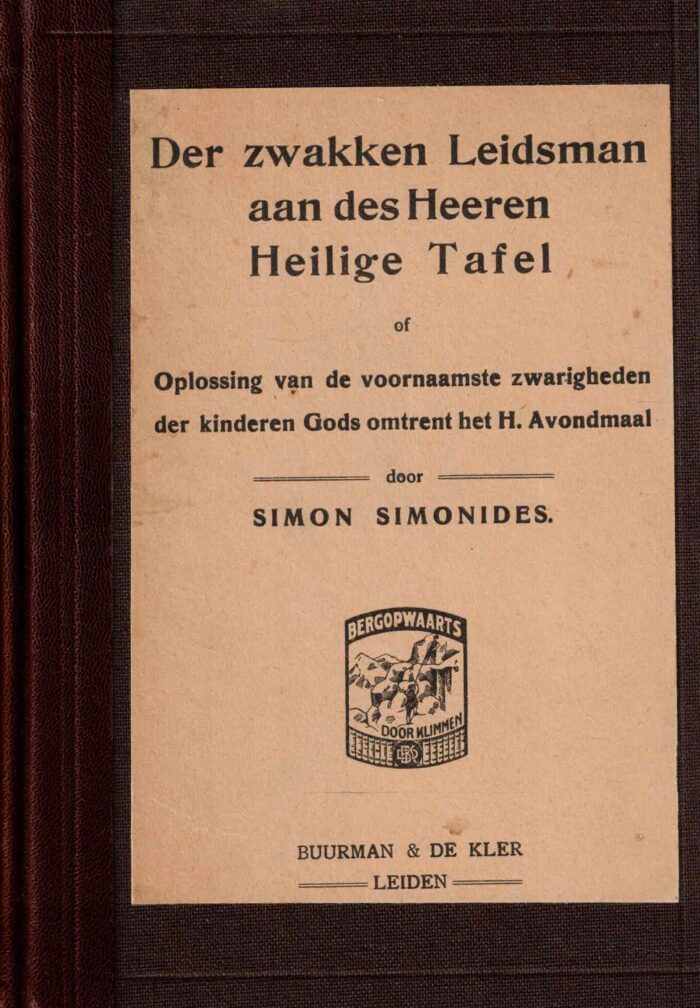 Der zwakken Leidsman
aan des Heeren
Heilige Tafel
of
Oplossing van de voornaamste zwarigheden
der kinderen Gods omtrent het H. Avondmaal
door
SIMON SIMONIDES.
BERGOPWAARTS
DOOR KLIMMEN
BUURMAN & DE KLER
LEIDEN